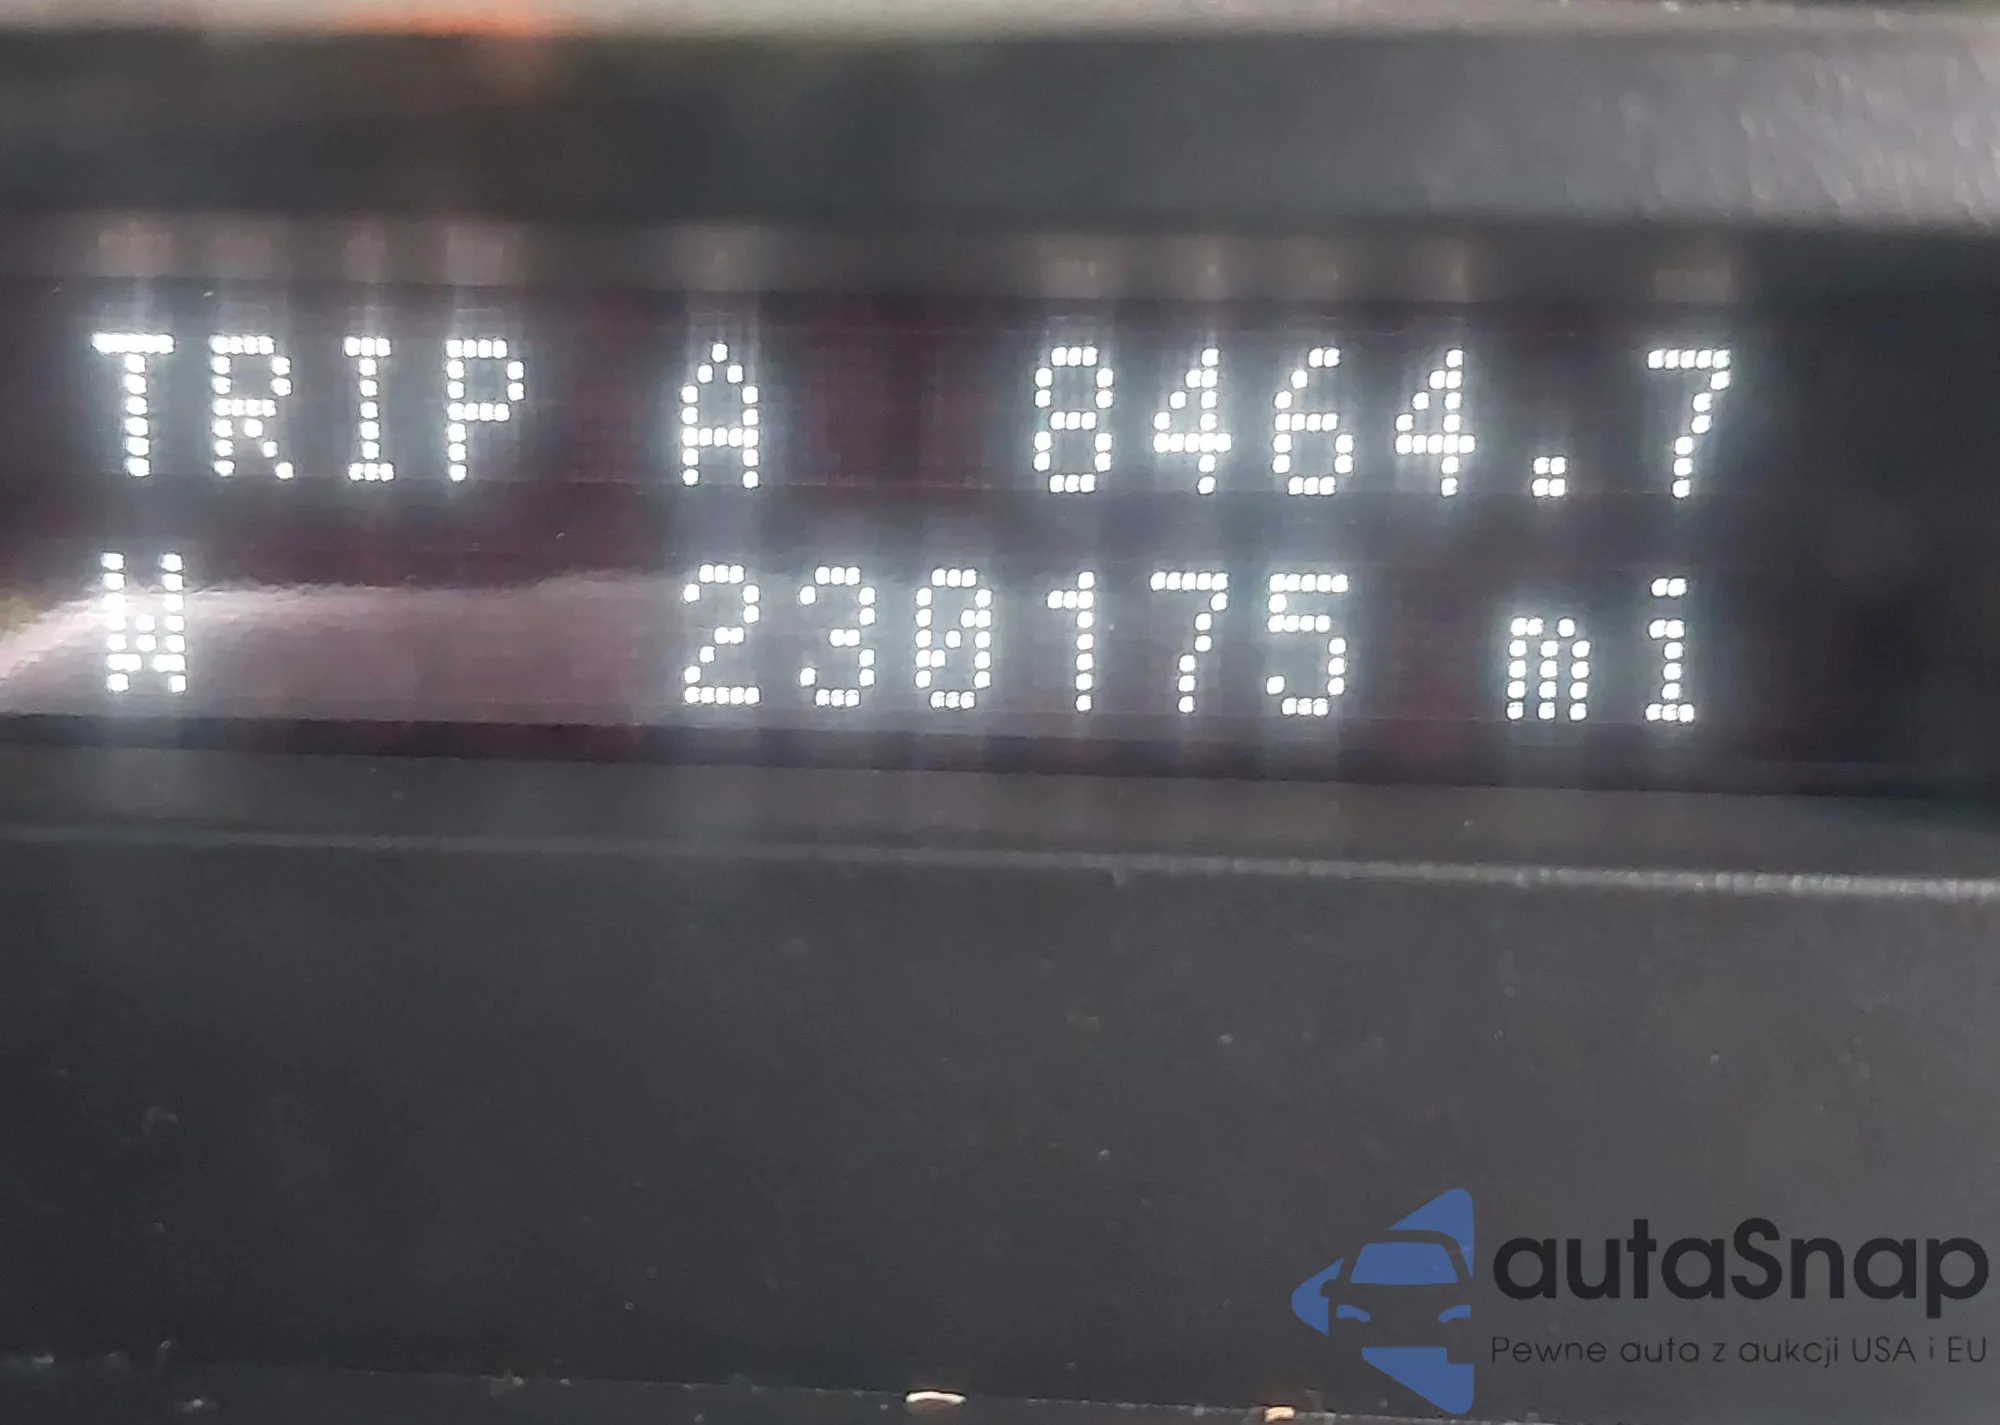 TRIP A 8464.7
W 230175 mi
autaSnap
Pewne auta z aukcji USA i EU